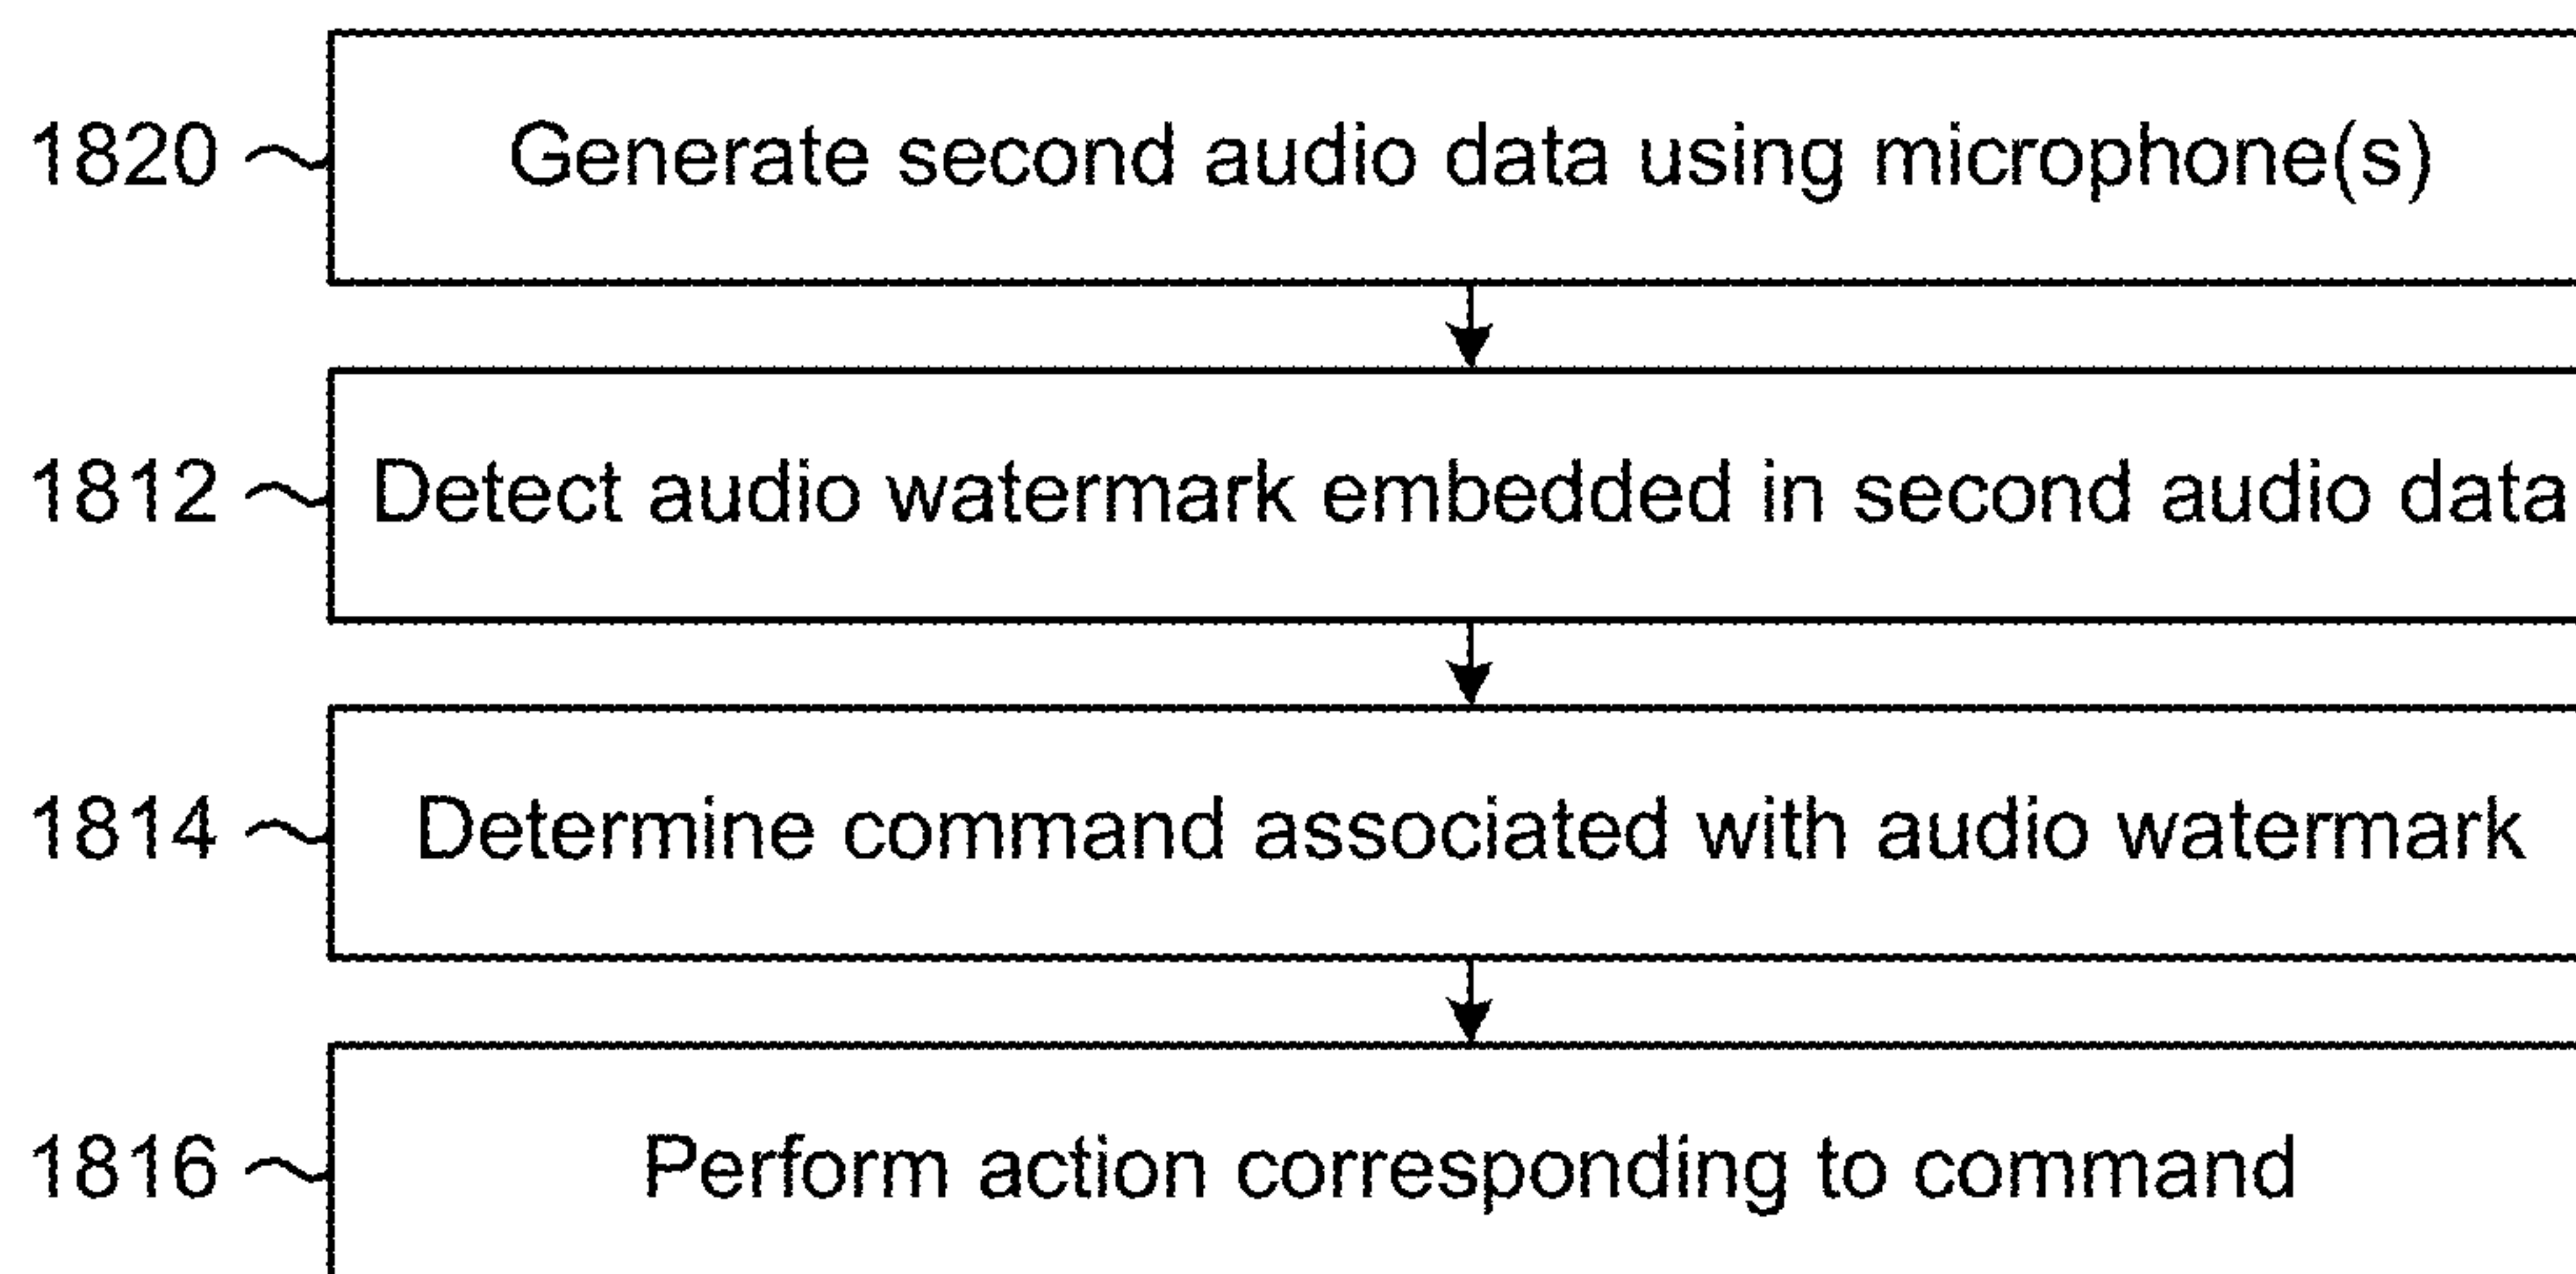 1820 Generate second audio data using microphone(s)
1812 Detect audio watermark embedded in second audio data
1814 Determine command associated with audio watermark
1816 Perform action corresponding to command